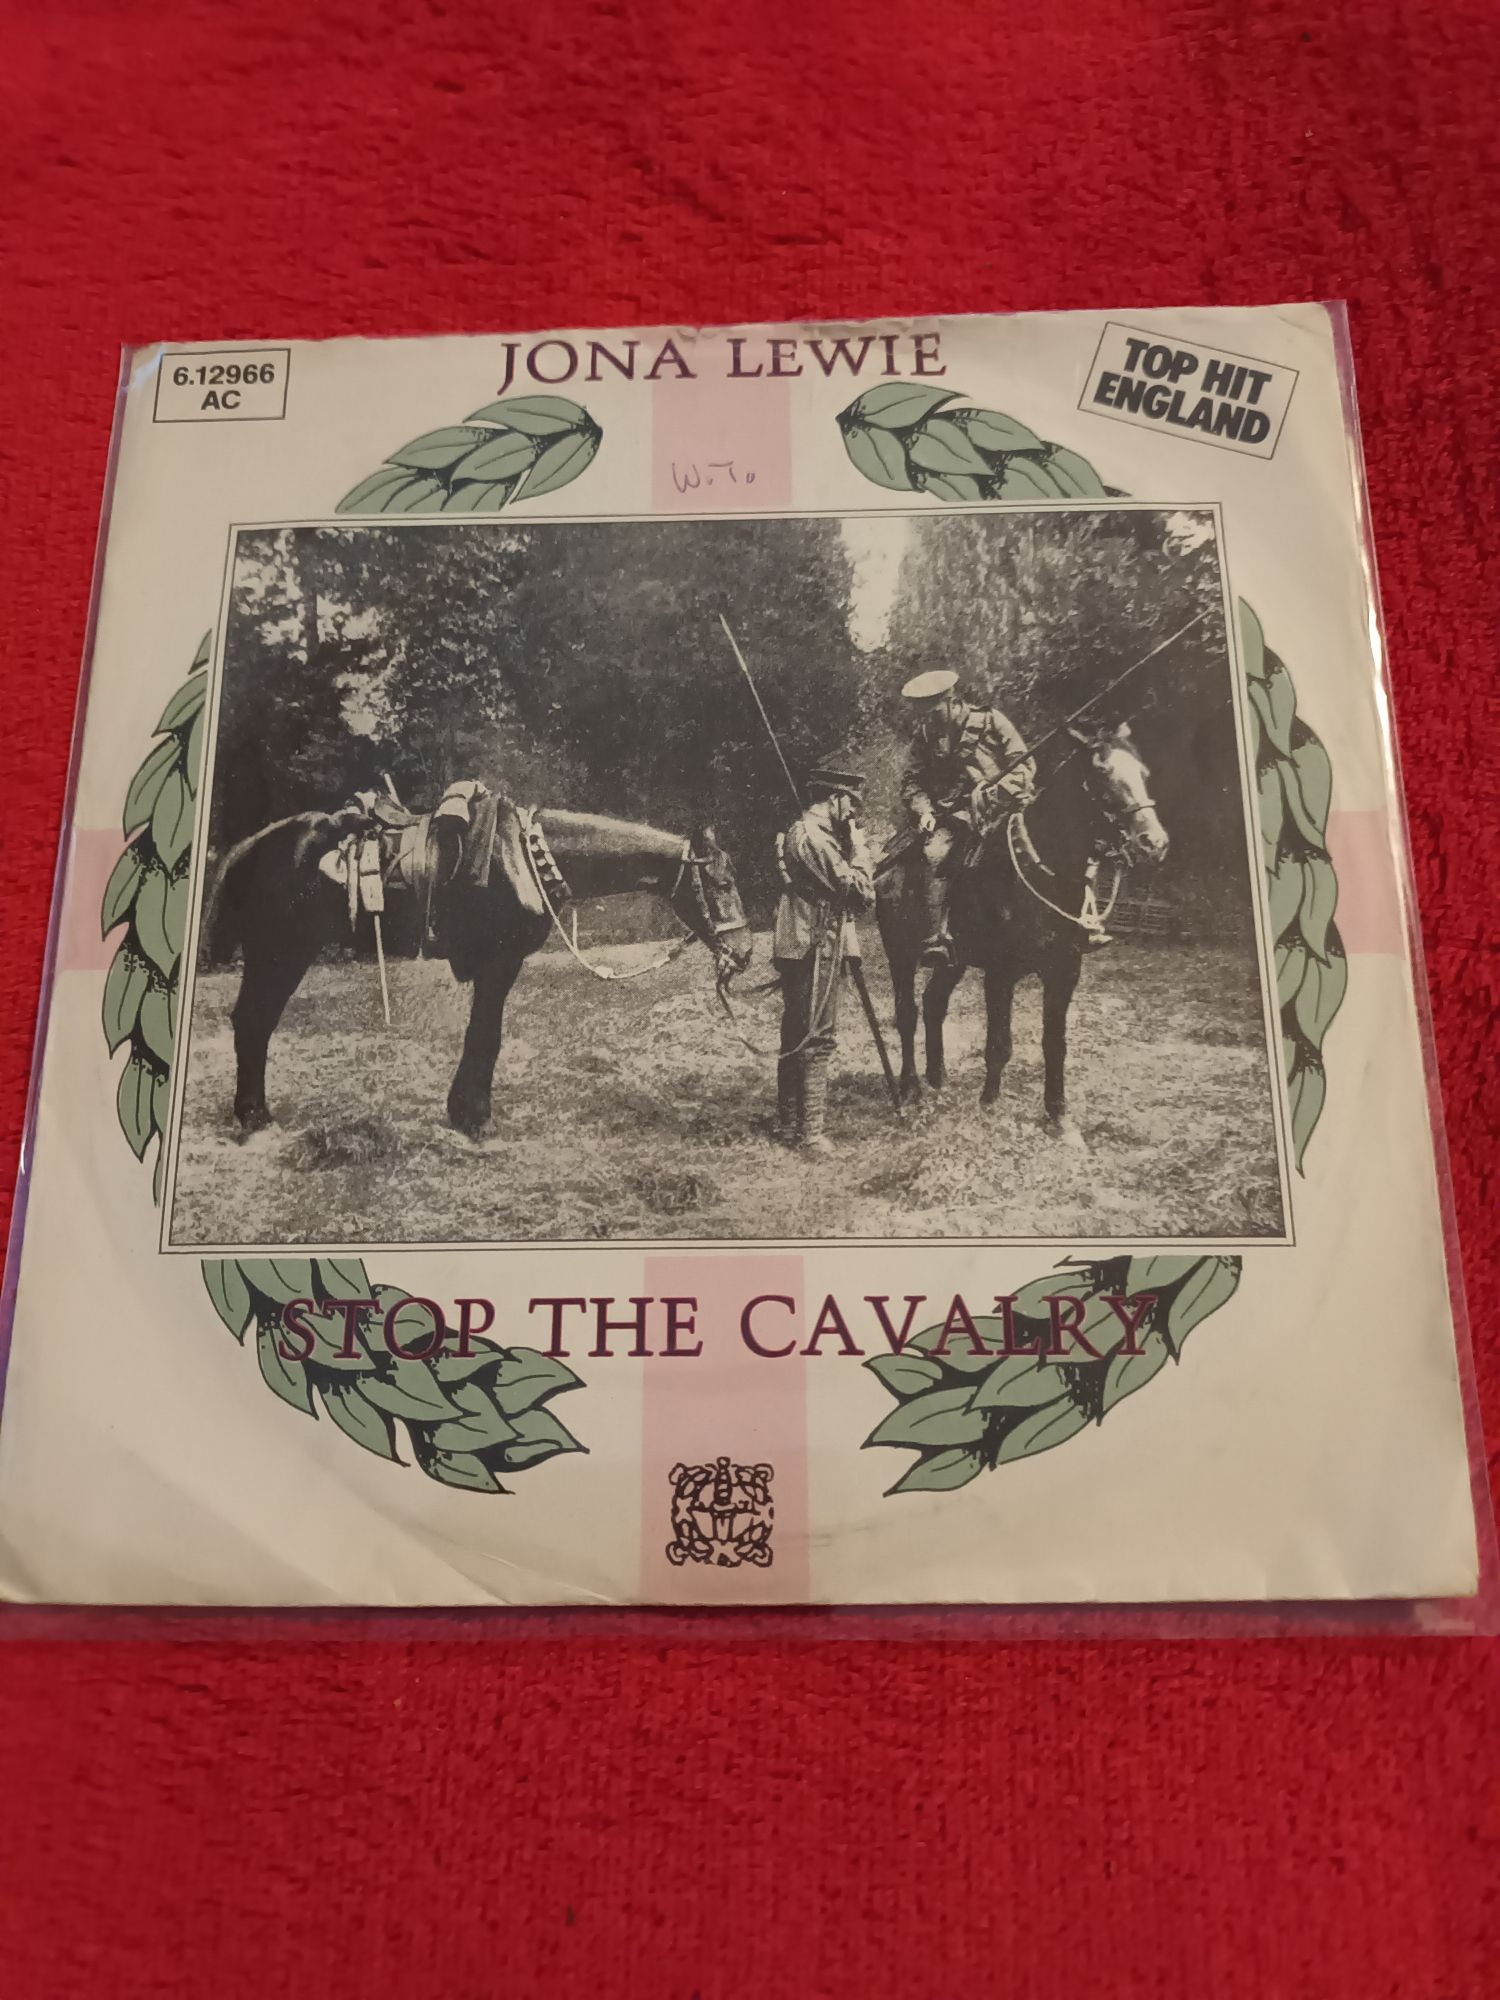 6.12966
AC
JONA LEWIE
TOP HIT
ENGLAND
W.T.
STOP THE CAVALRY